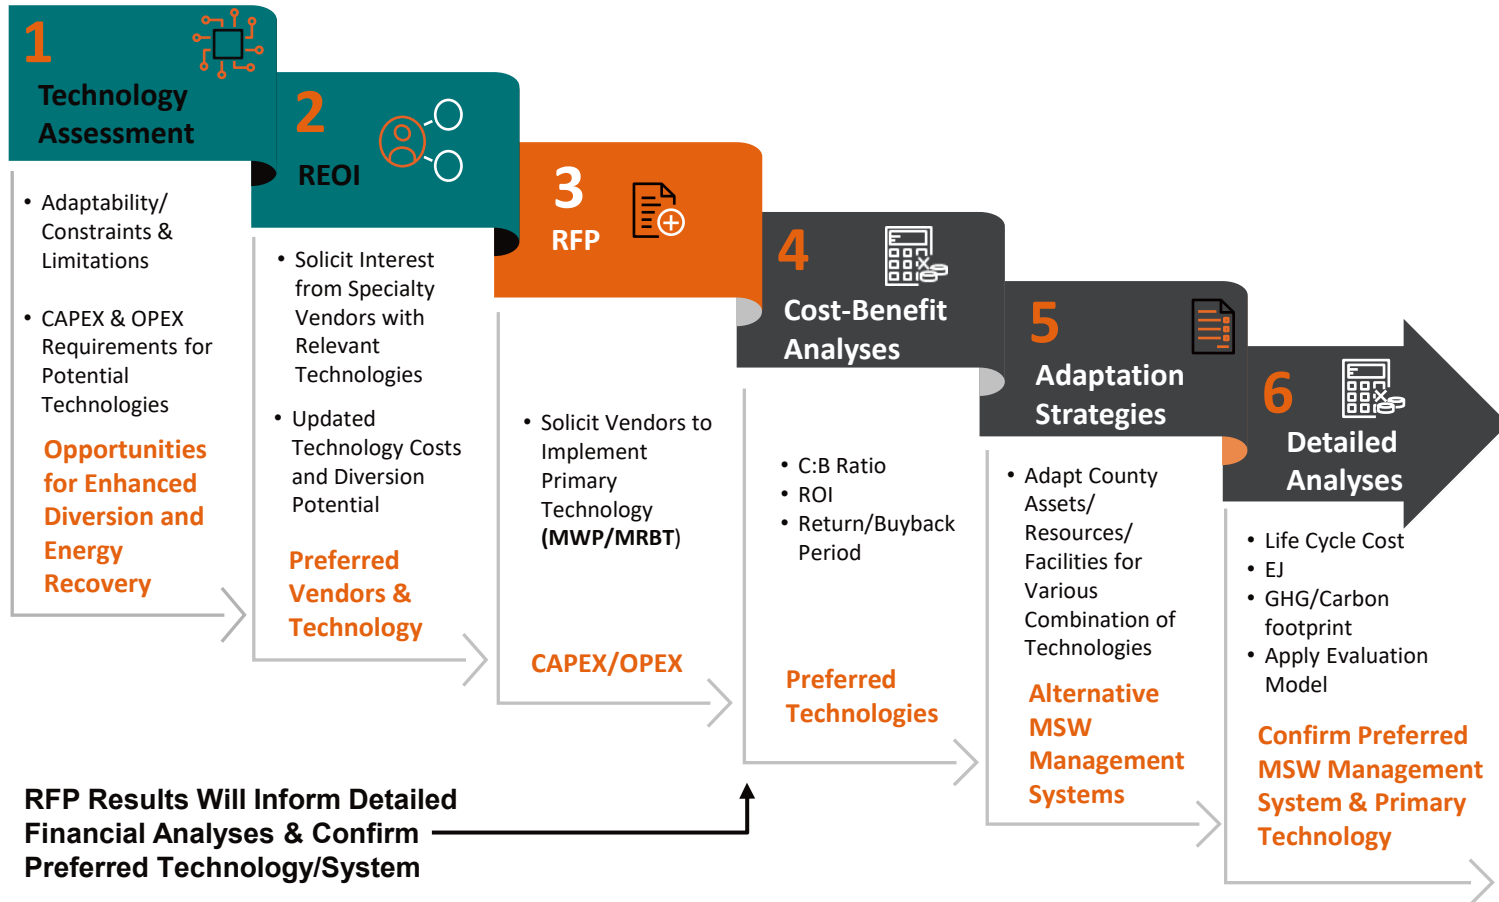 1
Technology
Assessment
• Adaptability/
Constraints &
Limitations
• CAPEX & OPEX
Requirements for
Potential
Technologies
Opportunities
for Enhanced
Diversion and
Energy
Recovery
2
REOI
• Solicit Interest
from Specialty
Vendors with
Relevant
Technologies
• Updated
Technology Costs
and Diversion
Potential
Preferred
Vendors &
Technology
3
RFP
• Solicit Vendors to
Implement
Primary
Technology
(MWP/MRBT)
CAPEX/OPEX
4
Cost-Benefit
Analyses
• C:B Ratio
• ROI
• Return/Buyback
Period
Preferred
Technologies
5
Adaptation
Strategies
• Adapt County
Assets/
Resources/
Facilities for
Various
Combination of
Technologies
Alternative
MSW
Management
Systems
6
Detailed
Analyses
• Life Cycle Cost
• EJ
• GHG/Carbon
footprint
• Apply Evaluation
Model
Confirm Preferred
MSW Management
System & Primary
Technology
RFP Results Will Inform Detailed
Financial Analyses & Confirm
Preferred Technology/System